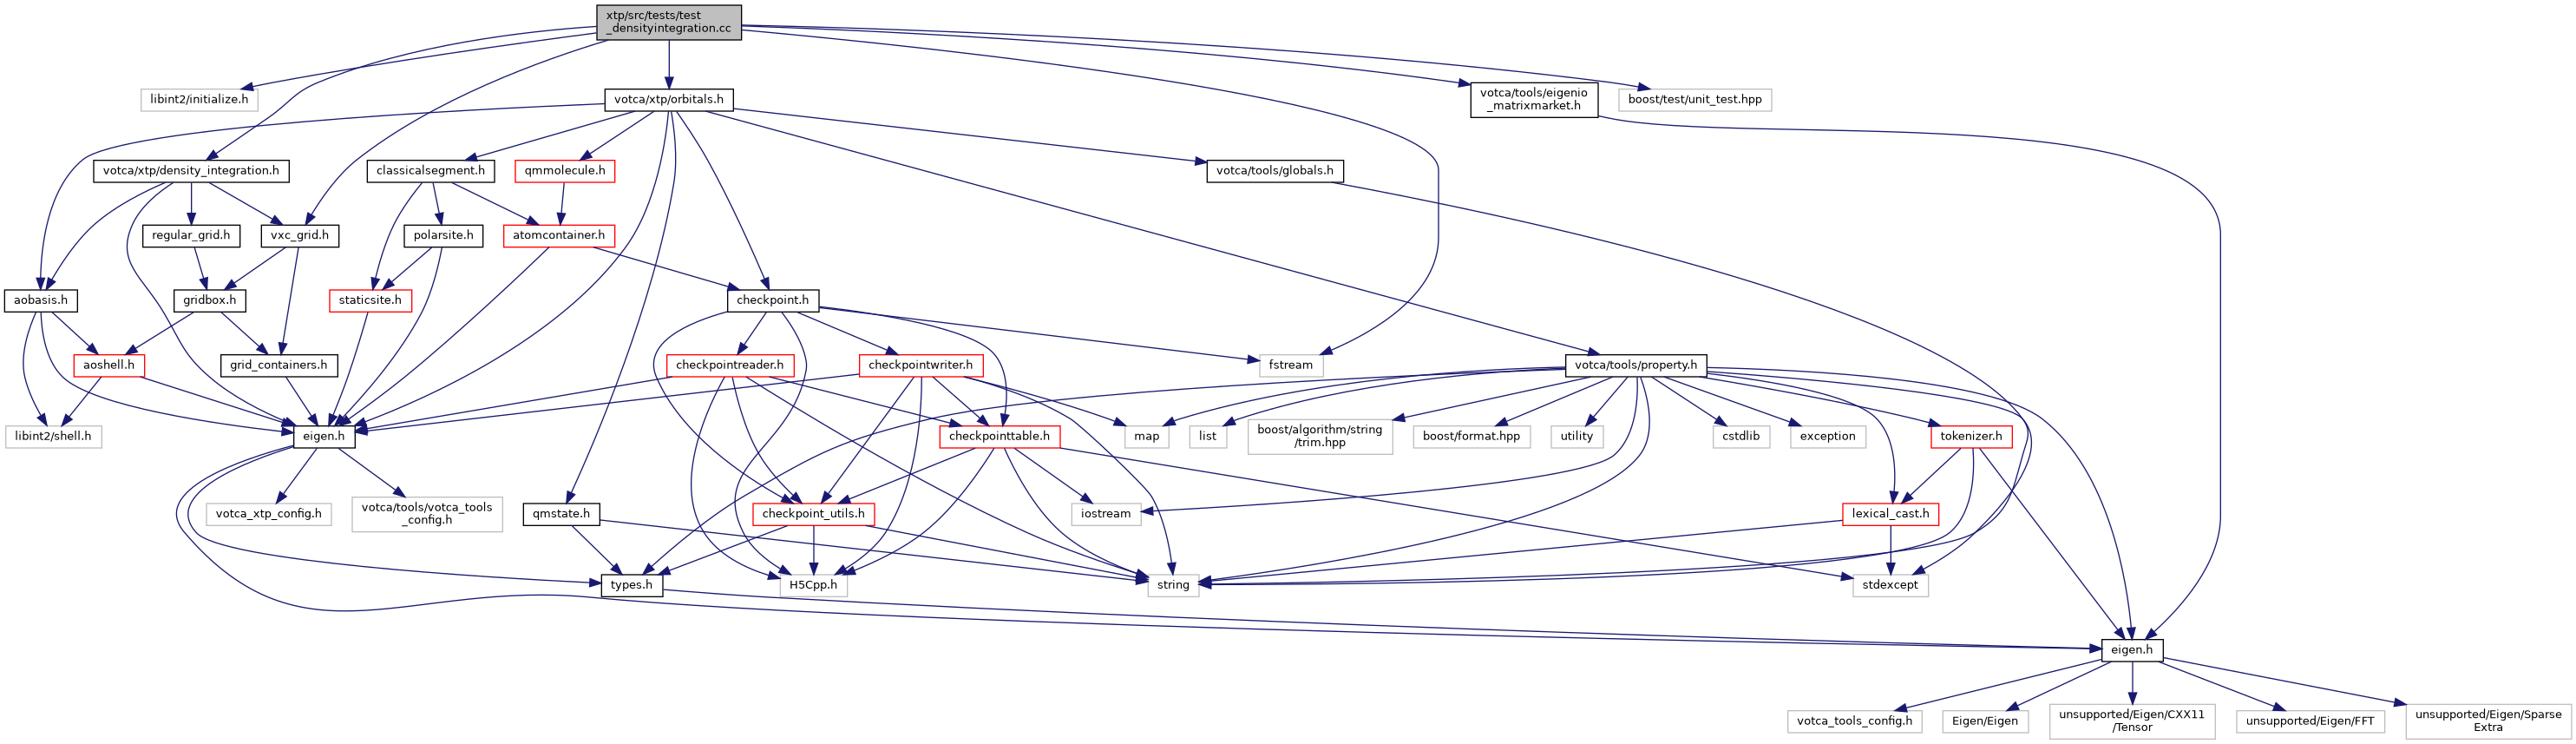 xtp/src/tests/test
_densityintegration.cc
libint2/initialize.h
votca/xtp/orbitals.h
votca/tools/eigenio
_matrixmarket.h
boost/test/unit_test.hpp
votca/xtp/density_integration.h
classicalsegment.h
qmmolecule.h
votca/tools/globals.h
regular_grid.h
vxc_grid.h
polarsite.h
atomcontainer.h
aobasis.h
gridbox.h
staticsite.h
checkpoint.h
aoshell.h
grid_containers.h
checkpointreader.h
checkpointwriter.h
fstream
votca/tools/property.h
libint2/shell.h
eigen.h
checkpointtable.h
map
list
boost/algorithm/string
/trim.hpp
boost/format.hpp
utility
cstdlib
exception
tokenizer.h
votca_xtp_config.h
votca/tools/votca_tools
_config.h
qmstate.h
checkpoint_utils.h
iostream
lexical_cast.h
types.h
H5Cpp.h
string
stdexcept
eigen.h
votca_tools_config.h
Eigen/Eigen
unsupported/Eigen/CXX11
/Tensor
unsupported/Eigen/FFT
unsupported/Eigen/Sparse
Extra